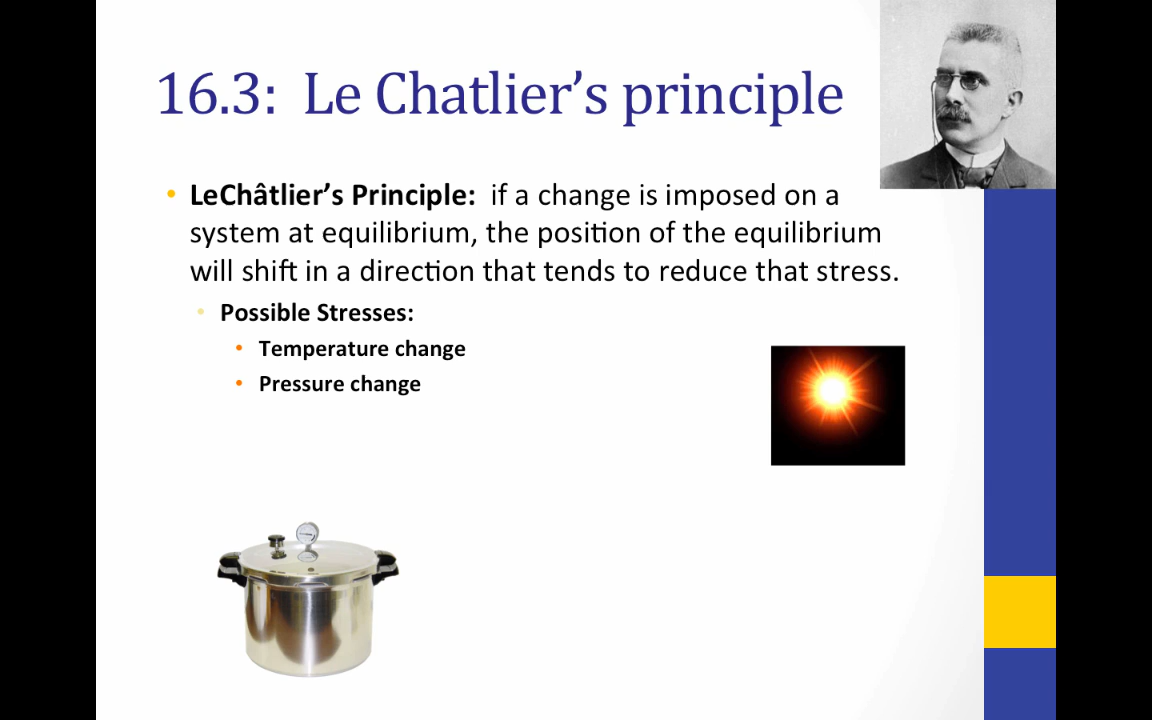 16.3: Le Chatlier’s principle
• LeChâtlier’s Principle: if a change is imposed on a
system at equilibrium, the position of the equilibrium
will shift in a direction that tends to reduce that stress.
• Possible Stresses:
• Temperature change
• Pressure change